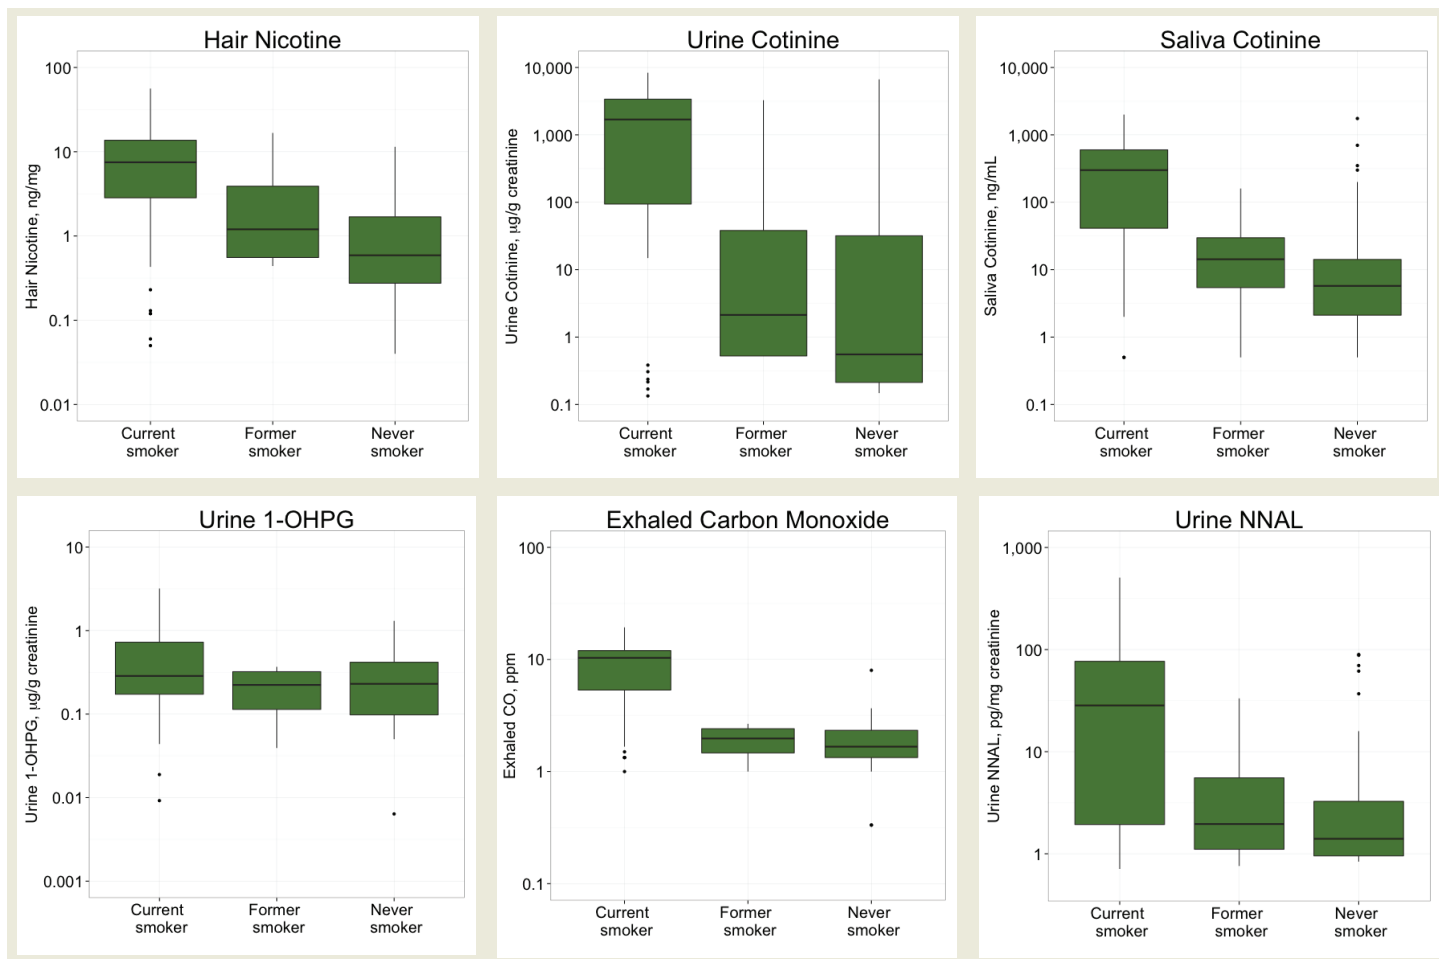 Hair Nicotine
Hair Nicotine, ng/mg
100
10
1
0.1
0.01
Current smoker
Former smoker
Never smoker
Urine Cotinine
Urine Cotinine, µg/g creatinine
10,000
1,000
100
10
1
0.1
Current smoker
Former smoker
Never smoker
Saliva Cotinine
Saliva Cotinine, ng/mL
10,000
1,000
100
10
1
0.1
Current smoker
Former smoker
Never smoker
Urine 1-OHPG
Urine 1-OHPG, µg/g creatinine
10
1
0.1
0.01
0.001
Current smoker
Former smoker
Never smoker
Exhaled Carbon Monoxide
Exhaled CO, ppm
100
10
1
0.1
Current smoker
Former smoker
Never smoker
Urine NNAL
Urine NNAL, pg/mg creatinine
1,000
100
10
1
Current smoker
Former smoker
Never smoker